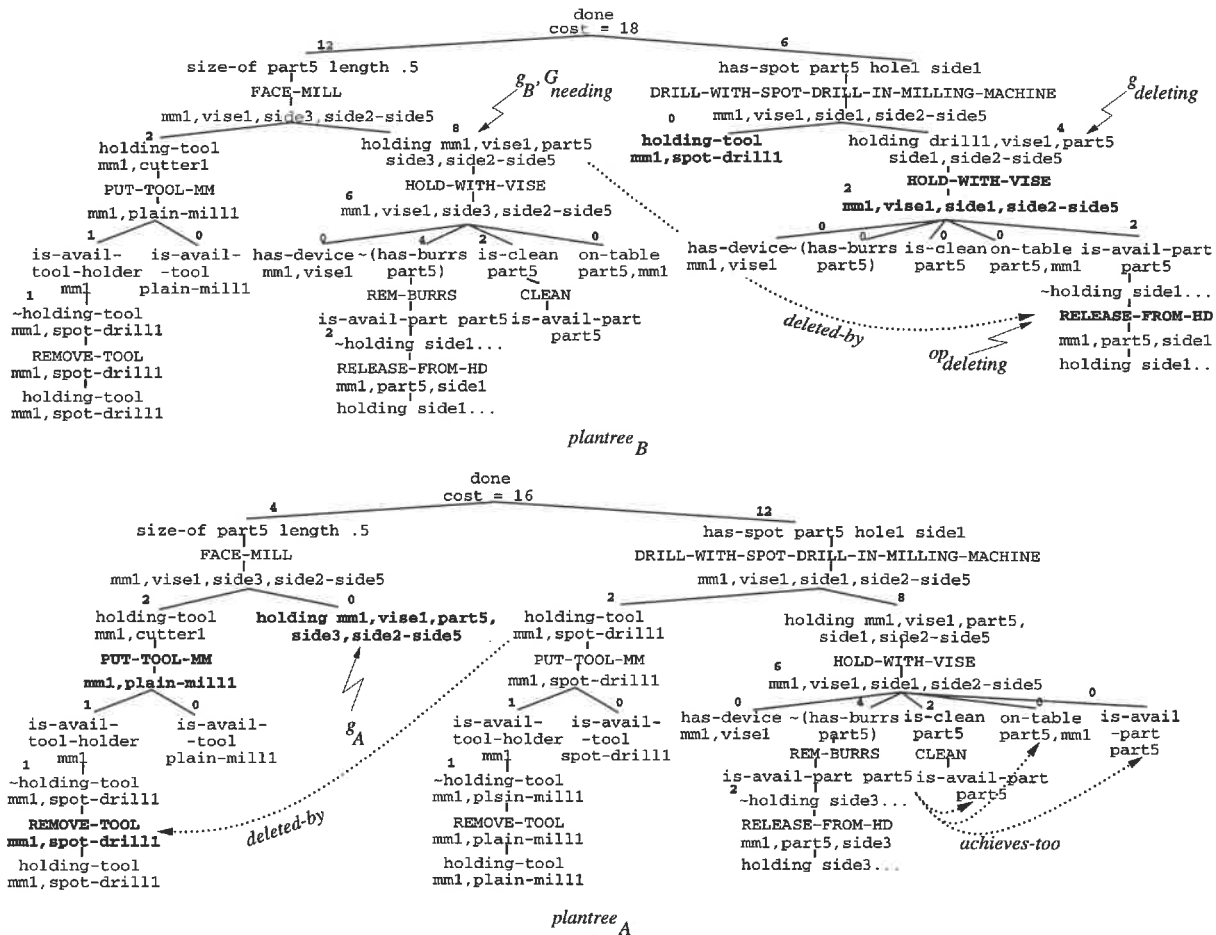 done
cost = 18
12
6
size-of part5 length .5
has-spot part5 hole1 side1
FACE-MILL
g B' G needing
DRILL-WITH-SPOT-DRILL-IN-MILLING-MACHINE
g deleting
mm1,vise1,side3,side2-side5
mm1,vise1,side1,side2-side5
2
8
0
4
holding-tool
mm1,cutter1
holding mm1,vise1,part5
side3,side2-side5
holding-tool
mm1,spot-drill1
holding drill1,vise1,part5
side1,side2-side5
PUT-TOOL-MM
HOLD-WITH-VISE
HOLD-WITH-VISE
6
2
mm1,plain-mill1
mm1,vise1,side3,side2-side5
mm1,vise1,side1,side2-side5
1
0
0
4
2
0
0
0
0
0
2
is-avail-
tool-holder
mm1
is-avail-
-tool
plain-mill1
has-device
mm1,vise1
~(has-burrs
part5)
is-clean
part5
on-table
part5,mm1
has-device
mm1,vise1
~(has-burrs
part5)
is-clean
part5
on-table
part5,mm1
is-avail-part
part5
1
~holding-tool
mm1,spot-drill1
REM-BURRS
CLEAN
~holding side1...
is-avail-part part5
is-avail-part
part5
deleted-by
RELEASE-FROM-HD
REMOVE-TOOL
mm1,spot-drill1
2
~holding side1...
op deleting
mm1,part5,side1
RELEASE-FROM-HD
mm1,part5,side1
holding side1..
holding-tool
mm1,spot-drill1
holding side1...
plantree B
done
cost = 16
4
12
size-of part5 length .5
has-spot part5 hole1 side1
FACE-MILL
DRILL-WITH-SPOT-DRILL-IN-MILLING-MACHINE
mm1,vise1,side3,side2-side5
mm1,vise1,side1,side2-side5
2
0
2
8
holding-tool
mm1,cutter1
holding mm1,vise1,part5,
side3,side2-side5
holding-tool
mm1,spot-drill1
holding mm1,vise1,part5,
side1,side2-side5
PUT-TOOL-MM
PUT-TOOL-MM
HOLD-WITH-VISE
6
mm1,plain-mill1
mm1,spot-drill1
mm1,vise1,side1,side2-side5
1
0
g A
1
0
0
4
2
0
0
is-avail-
tool-holder
mm1
is-avail-
-tool
plain-mill1
is-avail-
tool-holder
mm1
is-avail-
-tool
spot-drill1
has-device
mm1,vise1
~(has-burrs
part5)
is-clean
part5
on-table
part5,mm1
is-avail
-part
part5
1
~holding-tool
mm1,spot-drill1
1
~holding-tool
mm1,plsin-mill1
REM-BURRS
CLEAN
is-avail-part part5
is-avail-part
part5
REMOVE-TOOL
mm1,spot-drill1
deleted-by
REMOVE-TOOL
mm1,plain-mill1
2
~holding side3...
RELEASE-FROM-HD
mm1,part5,side3
achieves-too
holding-tool
mm1,spot-drill1
holding-tool
mm1,plain-mill1
holding side3...
plantree A